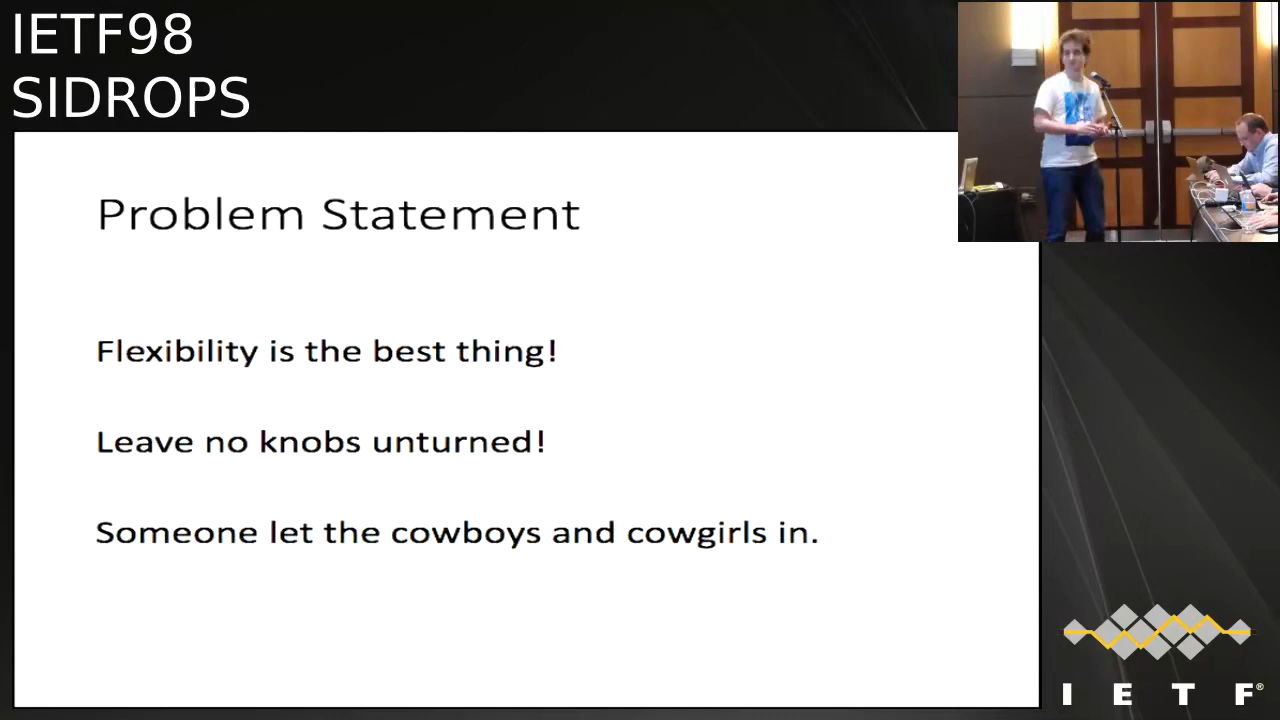 IETF98
SIDROPS
Problem Statement
Flexibility is the best thing!
Leave no knobs unturned!
Someone let the cowboys and cowgirls in.
I E T F®